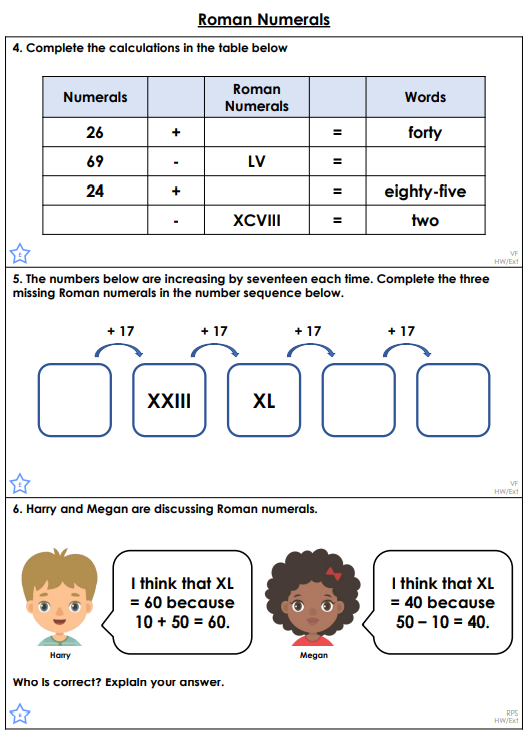 Roman Numerals
4. Complete the calculations in the table below
Numerals Roman Numerals Words
26 + = forty
69 - LV =
24 + = eighty-five
- XCVIII = two
E
VF
HW/Ext
5. The numbers below are increasing by seventeen each time. Complete the three
missing Roman numerals in the number sequence below.
+ 17 + 17 + 17 + 17
XXIII XL
E
VF
HW/Ext
6. Harry and Megan are discussing Roman numerals.
I think that XL
= 60 because
10 + 50 = 60.
Harry
I think that XL
= 40 because
50 – 10 = 40.
Megan
Who is correct? Explain your answer.
RPS
HW/Ext